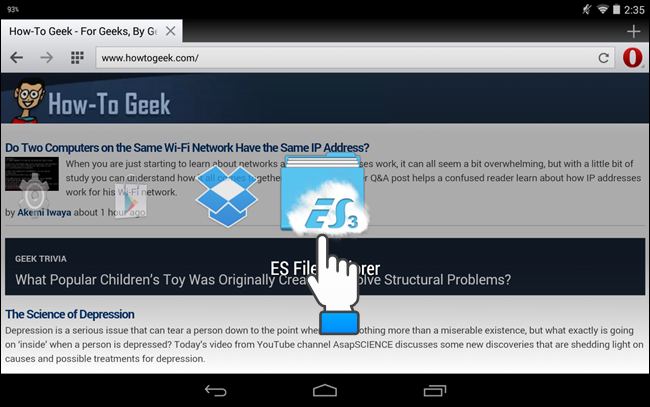 93%
2:35
How-To Geek - For Geeks, By Ge
www.howtogeek.com/
How-To Geek
Do Two Computers on the Same Wi-Fi Network Have the Same IP Address?
When you are just starting to learn about networks a es work, it can all seem a bit overwhelming, but with a little bit of
study you can understand how it all comes together Q&A post helps a confused reader learn about how IP addresses
work for his Wi-Fi network.
by Akemi Iwaya about 1 hour ago
ES3
GEEK TRIVIA
ES File Explorer
What Popular Children's Toy Was Originally Crea olve Structural Problems?
The Science of Depression
Depression is a serious issue that can tear a person down to the point whe othing more than a miserable existence, but what exactly is going
on 'inside' when a person is depressed? Today's video from YouTube channel AsapSCIENCE discusses some new discoveries that are shedding light on
causes and possible treatments for depression.